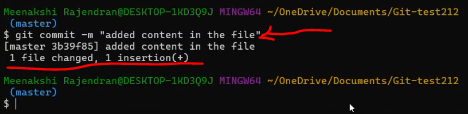 Meenakshi Rajendran@DESKTOP-1KD3Q9J MINGW64 ~/OneDrive/Documents/Git-test212
(master)
$ git commit -m "added content in the file"
[master 3b39f85] added content in the file
1 file changed, 1 insertion(+)
Meenakshi Rajendran@DESKTOP-1KD3Q9J MINGW64 ~/OneDrive/Documents/Git-test212
(master)
$